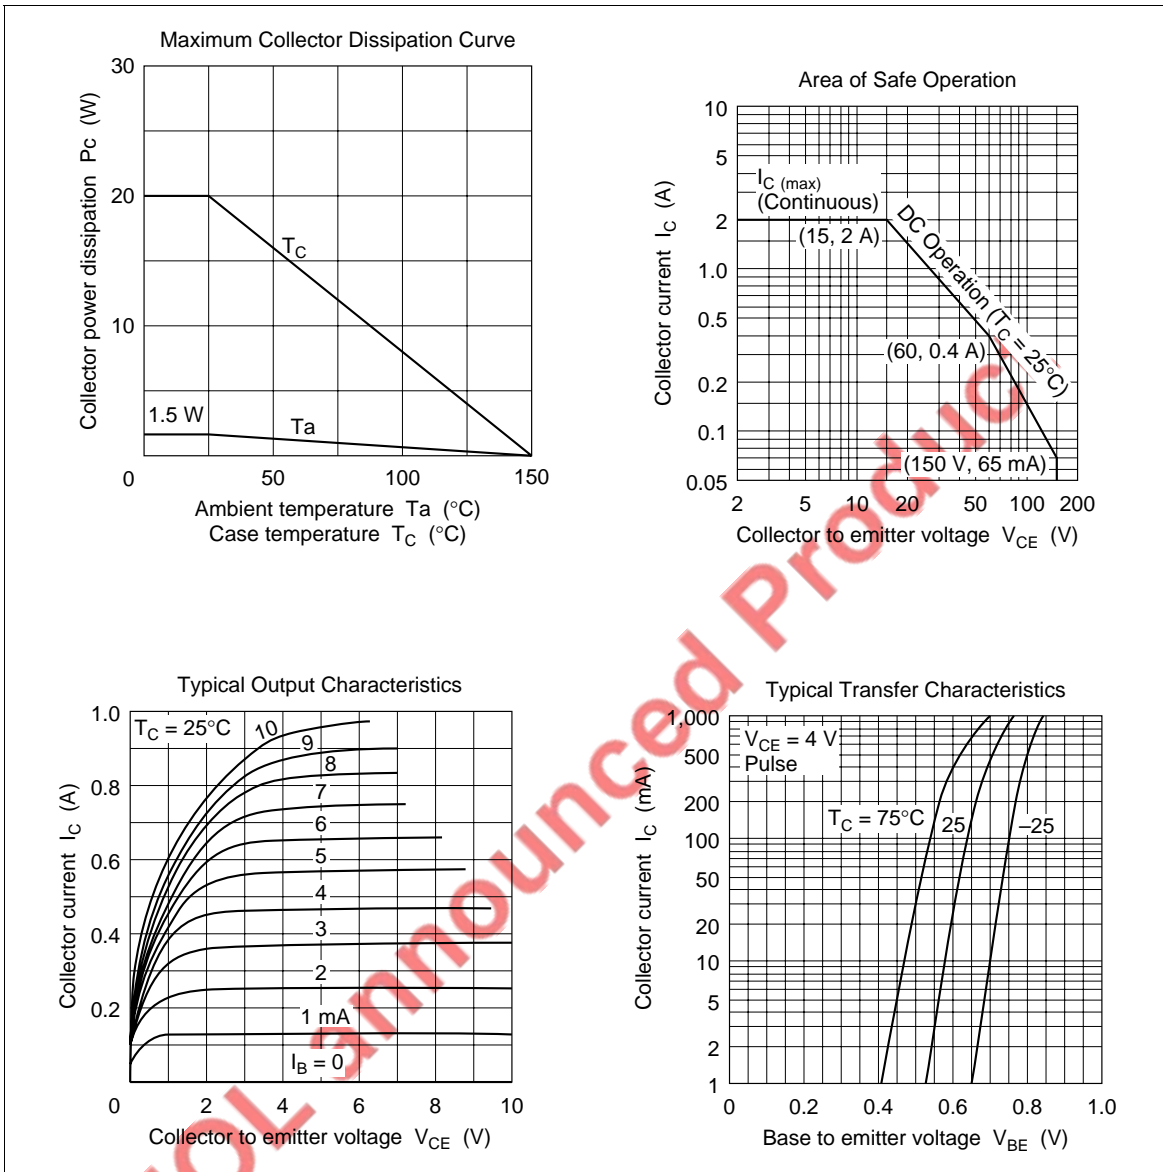 Maximum Collector Dissipation Curve
30
20
10
0
50
100
150
1.5 W
TC
Ta
Collector power dissipation Pc (W)
Ambient temperature Ta (°C)
Case temperature TC (°C)
Area of Safe Operation
10
5
2
1.0
0.5
0.2
0.1
0.05
2
5
10
20
50
100
200
IC (max)
(Continuous)
(15, 2 A)
DC Operation (TC = 25°C)
(60, 0.4 A)
(150 V, 65 mA)
Collector current IC (A)
Collector to emitter voltage VCE (V)
Typical Output Characteristics
1.0
0.8
0.6
0.4
0.2
0
2
4
6
8
10
TC = 25°C
10
9
8
7
6
5
4
3
2
1 mA
IB = 0
Collector current IC (A)
Collector to emitter voltage VCE (V)
Typical Transfer Characteristics
1,000
500
200
100
50
20
10
5
2
1
0
0.2
0.4
0.6
0.8
1.0
VCE = 4 V
Pulse
TC = 75°C
25
–25
Collector current IC (mA)
Base to emitter voltage VBE (V)
OL announced Produc